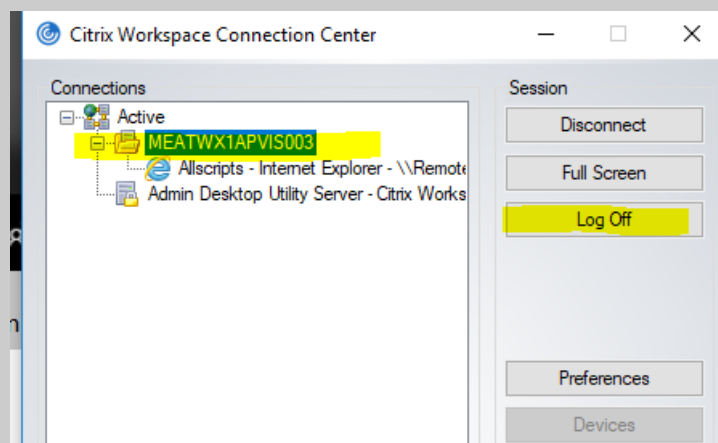 Citrix Workspace Connection Center
Connections
Session
Active
Disconnect
MEATWX1APVIS003
Allscripts - Internet Explorer - \\Remote
Full Screen
Admin Desktop Utility Server - Citrix Works
Log Off
Preferences
Devices